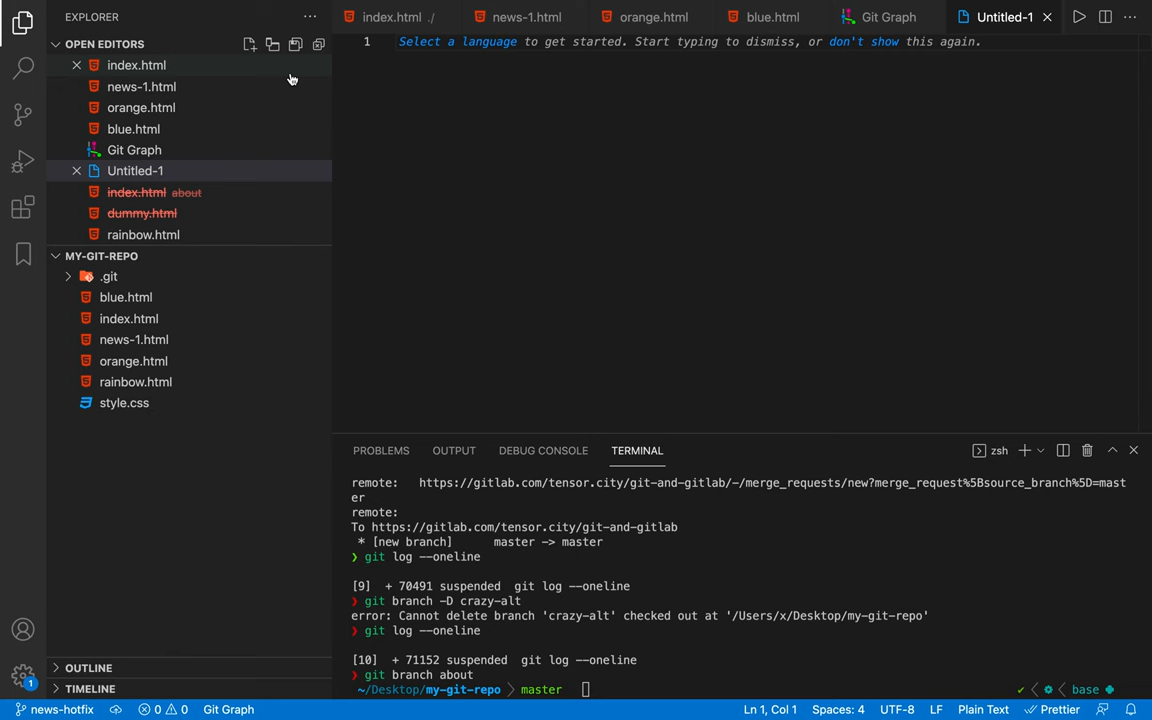 EXPLORER
index.html ./
news-1.html
orange.html
blue.html
Git Graph
Untitled-1
OPEN EDITORS
index.html
news-1.html
orange.html
blue.html
Git Graph
Untitled-1
index.html about
dummy.html
rainbow.html
MY-GIT-REPO
.git
blue.html
index.html
news-1.html
orange.html
rainbow.html
style.css
OUTLINE
TIMELINE
1 Select a language to get started. Start typing to dismiss, or don't show this again.
PROBLEMS OUTPUT DEBUG CONSOLE TERMINAL zsh
remote:   https://gitlab.com/tensor.city/git-and-gitlab/-/merge_requests/new?merge_request%5Bsource_branch%5D=mast
er
remote:
To https://gitlab.com/tensor.city/git-and-gitlab
 * [new branch]      master -> master
❯ git log --oneline
[9]  + 70491 suspended  git log --oneline
❯ git branch -D crazy-alt
error: Cannot delete branch 'crazy-alt' checked out at '/Users/x/Desktop/my-git-repo'
❯ git log --oneline
[10]  + 71152 suspended  git log --oneline
❯ git branch about
~/Desktop/my-git-repo master ✔ base
1
news-hotfix 0 0 Git Graph Ln 1, Col 1 Spaces: 4 UTF-8 LF Plain Text Prettier